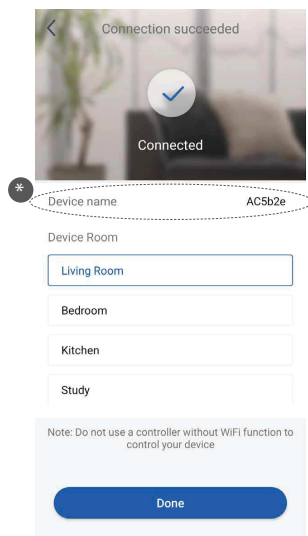 Connection succeeded
Connected
*
Device name AC5b2e
Device Room
Living Room
Bedroom
Kitchen
Study
Note: Do not use a controller without WiFi function to
control your device
Done